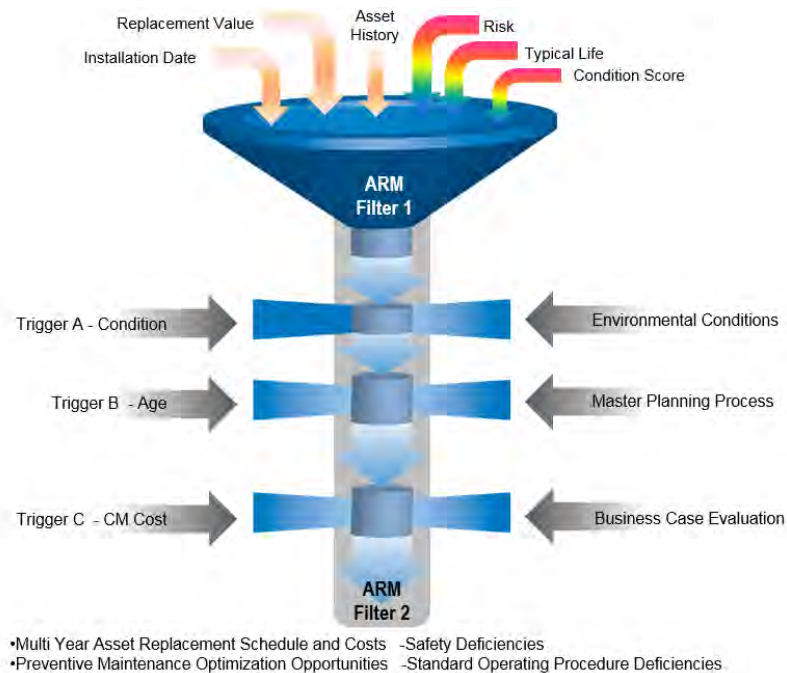 Replacement Value
Asset
History
Risk
Installation Date
Typical Life
Condition Score
ARM
Filter 1
Trigger A - Condition
Environmental Conditions
Trigger B - Age
Master Planning Process
Trigger C - CM Cost
Business Case Evaluation
ARM
Filter 2
•Multi Year Asset Replacement Schedule and Costs -Safety Deficiencies
•Preventive Maintenance Optimization Opportunities -Standard Operating Procedure Deficiencies